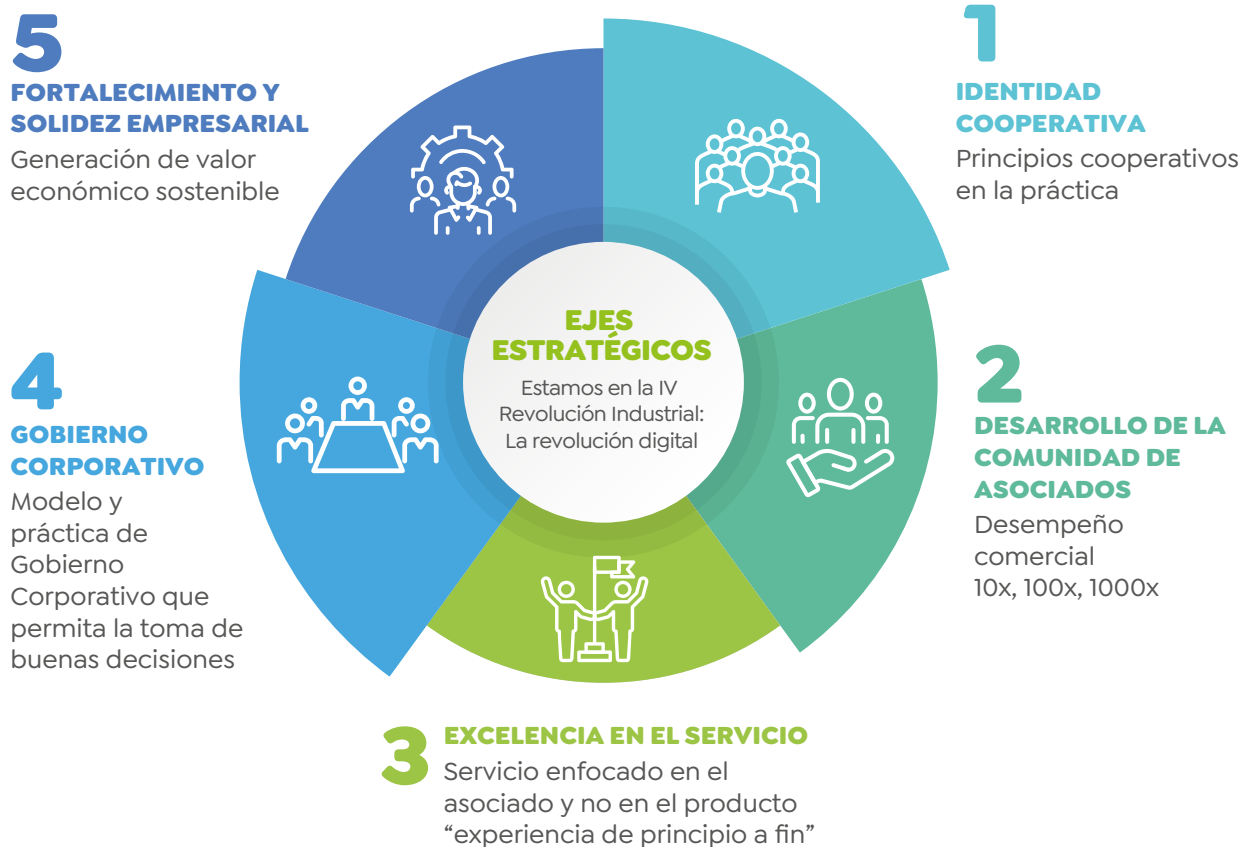 EJES
ESTRATÉGICOS
Estamos en la IV
Revolución Industrial:
La revolución digital
1
IDENTIDAD
COOPERATIVA
Principios cooperativos
en la práctica
2
DESARROLLO DE LA
COMUNIDAD DE
ASOCIADOS
Desempeño
comercial
10x, 100x, 1000x
3
EXCELENCIA EN EL SERVICIO
Servicio enfocado en el
asociado y no en el producto
“experiencia de principio a fin”
4
GOBIERNO
CORPORATIVO
Modelo y
práctica de
Gobierno
Corporativo que
permita la toma de
buenas decisiones
5
FORTALECIMIENTO Y
SOLIDEZ EMPRESARIAL
Generación de valor
económico sostenible